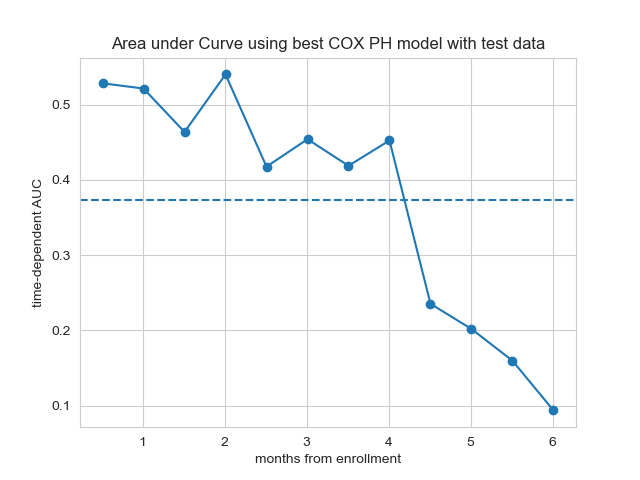 Area under Curve using best COX PH model with test data
time-dependent AUC
0.5
0.4
0.3
0.2
0.1
1 2 3 4 5 6
months from enrollment